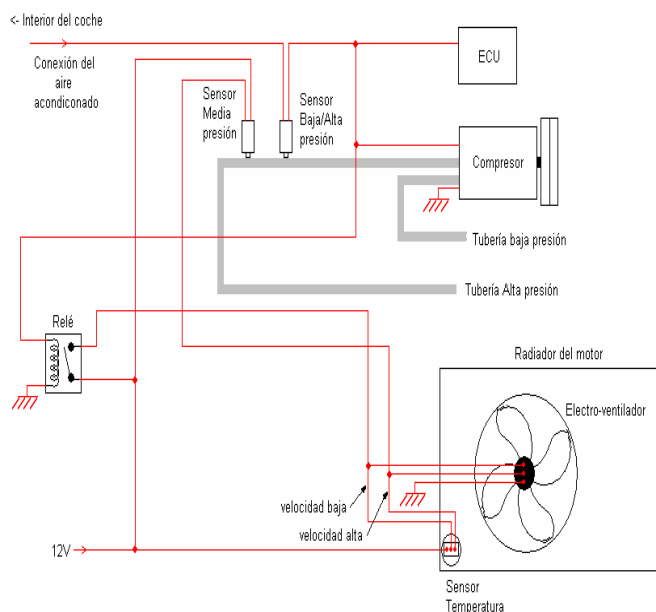 <- Interior del coche
Conexión del
aire
acondiconado
Sensor
Media
presión
Sensor
Baja/Alta
presión
ECU
Compresor
Tubería baja presión
Tubería Alta presión
Relé
Radiador del motor
Electro-ventilador
velocidad baja
velocidad alta
12V
Sensor
Temperatura